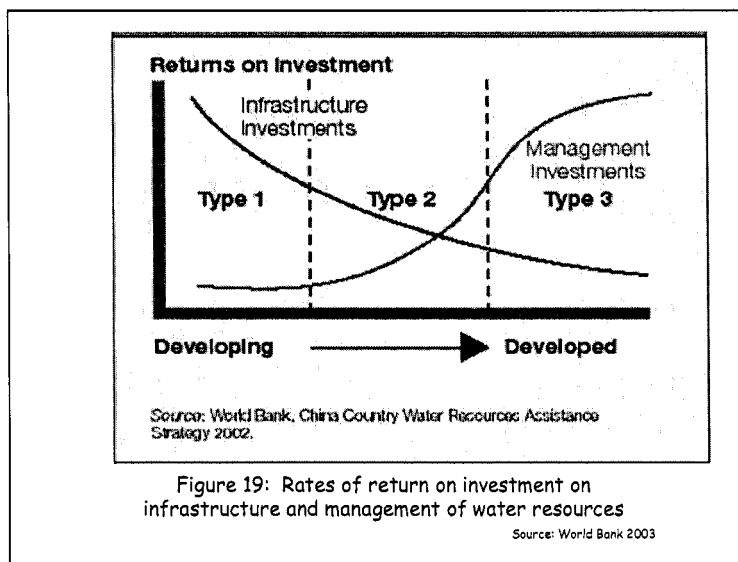 Returns on Investment
Infrastructure
Investments
Management
Investments
Type 1
Type 2
Type 3
Developing
Developed
Source: World Bank, China Country Water Resources Assistance
Strategy 2002.
Figure 19: Rates of return on investment on
infrastructure and management of water resources
Source: World Bank 2003